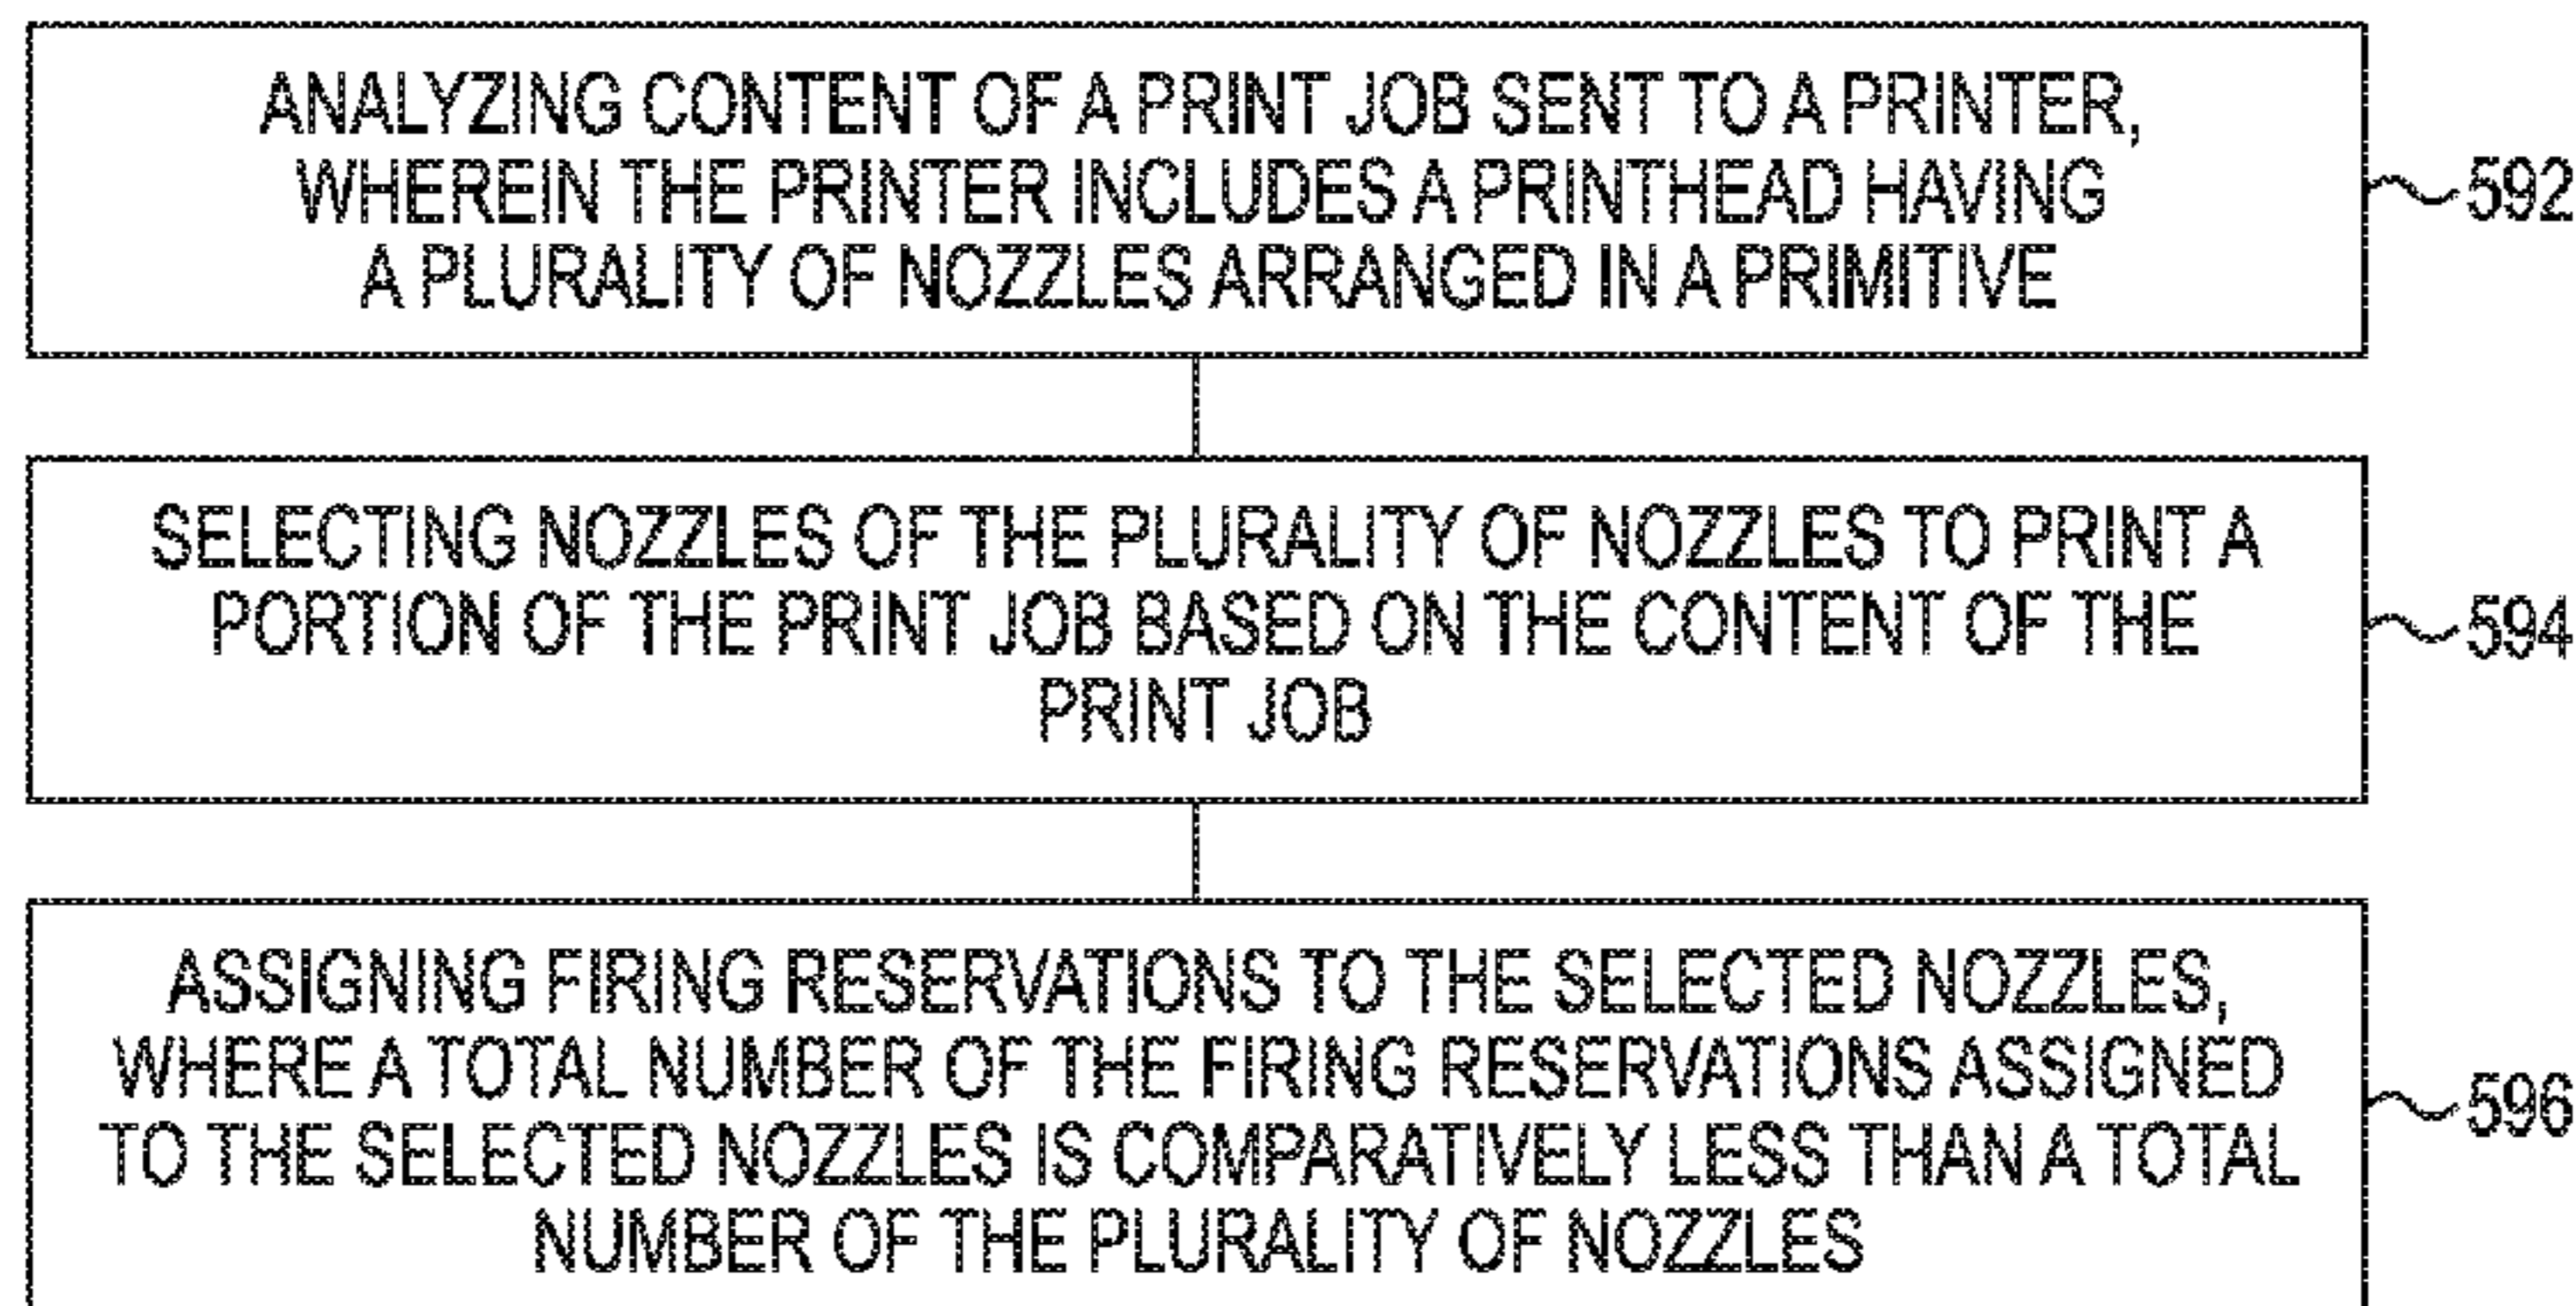 ANALYZING CONTENT OF A PRINT JOB SENT TO A PRINTER,
WHEREIN THE PRINTER INCLUDES A PRINTHEAD HAVING
A PLURALITY OF NOZZLES ARRANGED IN A PRIMITIVE
592
SELECTING NOZZLES OF THE PLURALITY OF NOZZLES TO PRINT A
PORTION OF THE PRINT JOB BASED ON THE CONTENT OF THE
PRINT JOB
594
ASSIGNING FIRING RESERVATIONS TO THE SELECTED NOZZLES,
WHERE A TOTAL NUMBER OF THE FIRING RESERVATIONS ASSIGNED
TO THE SELECTED NOZZLES IS COMPARATIVELY LESS THAN A TOTAL
NUMBER OF THE PLURALITY OF NOZZLES
596